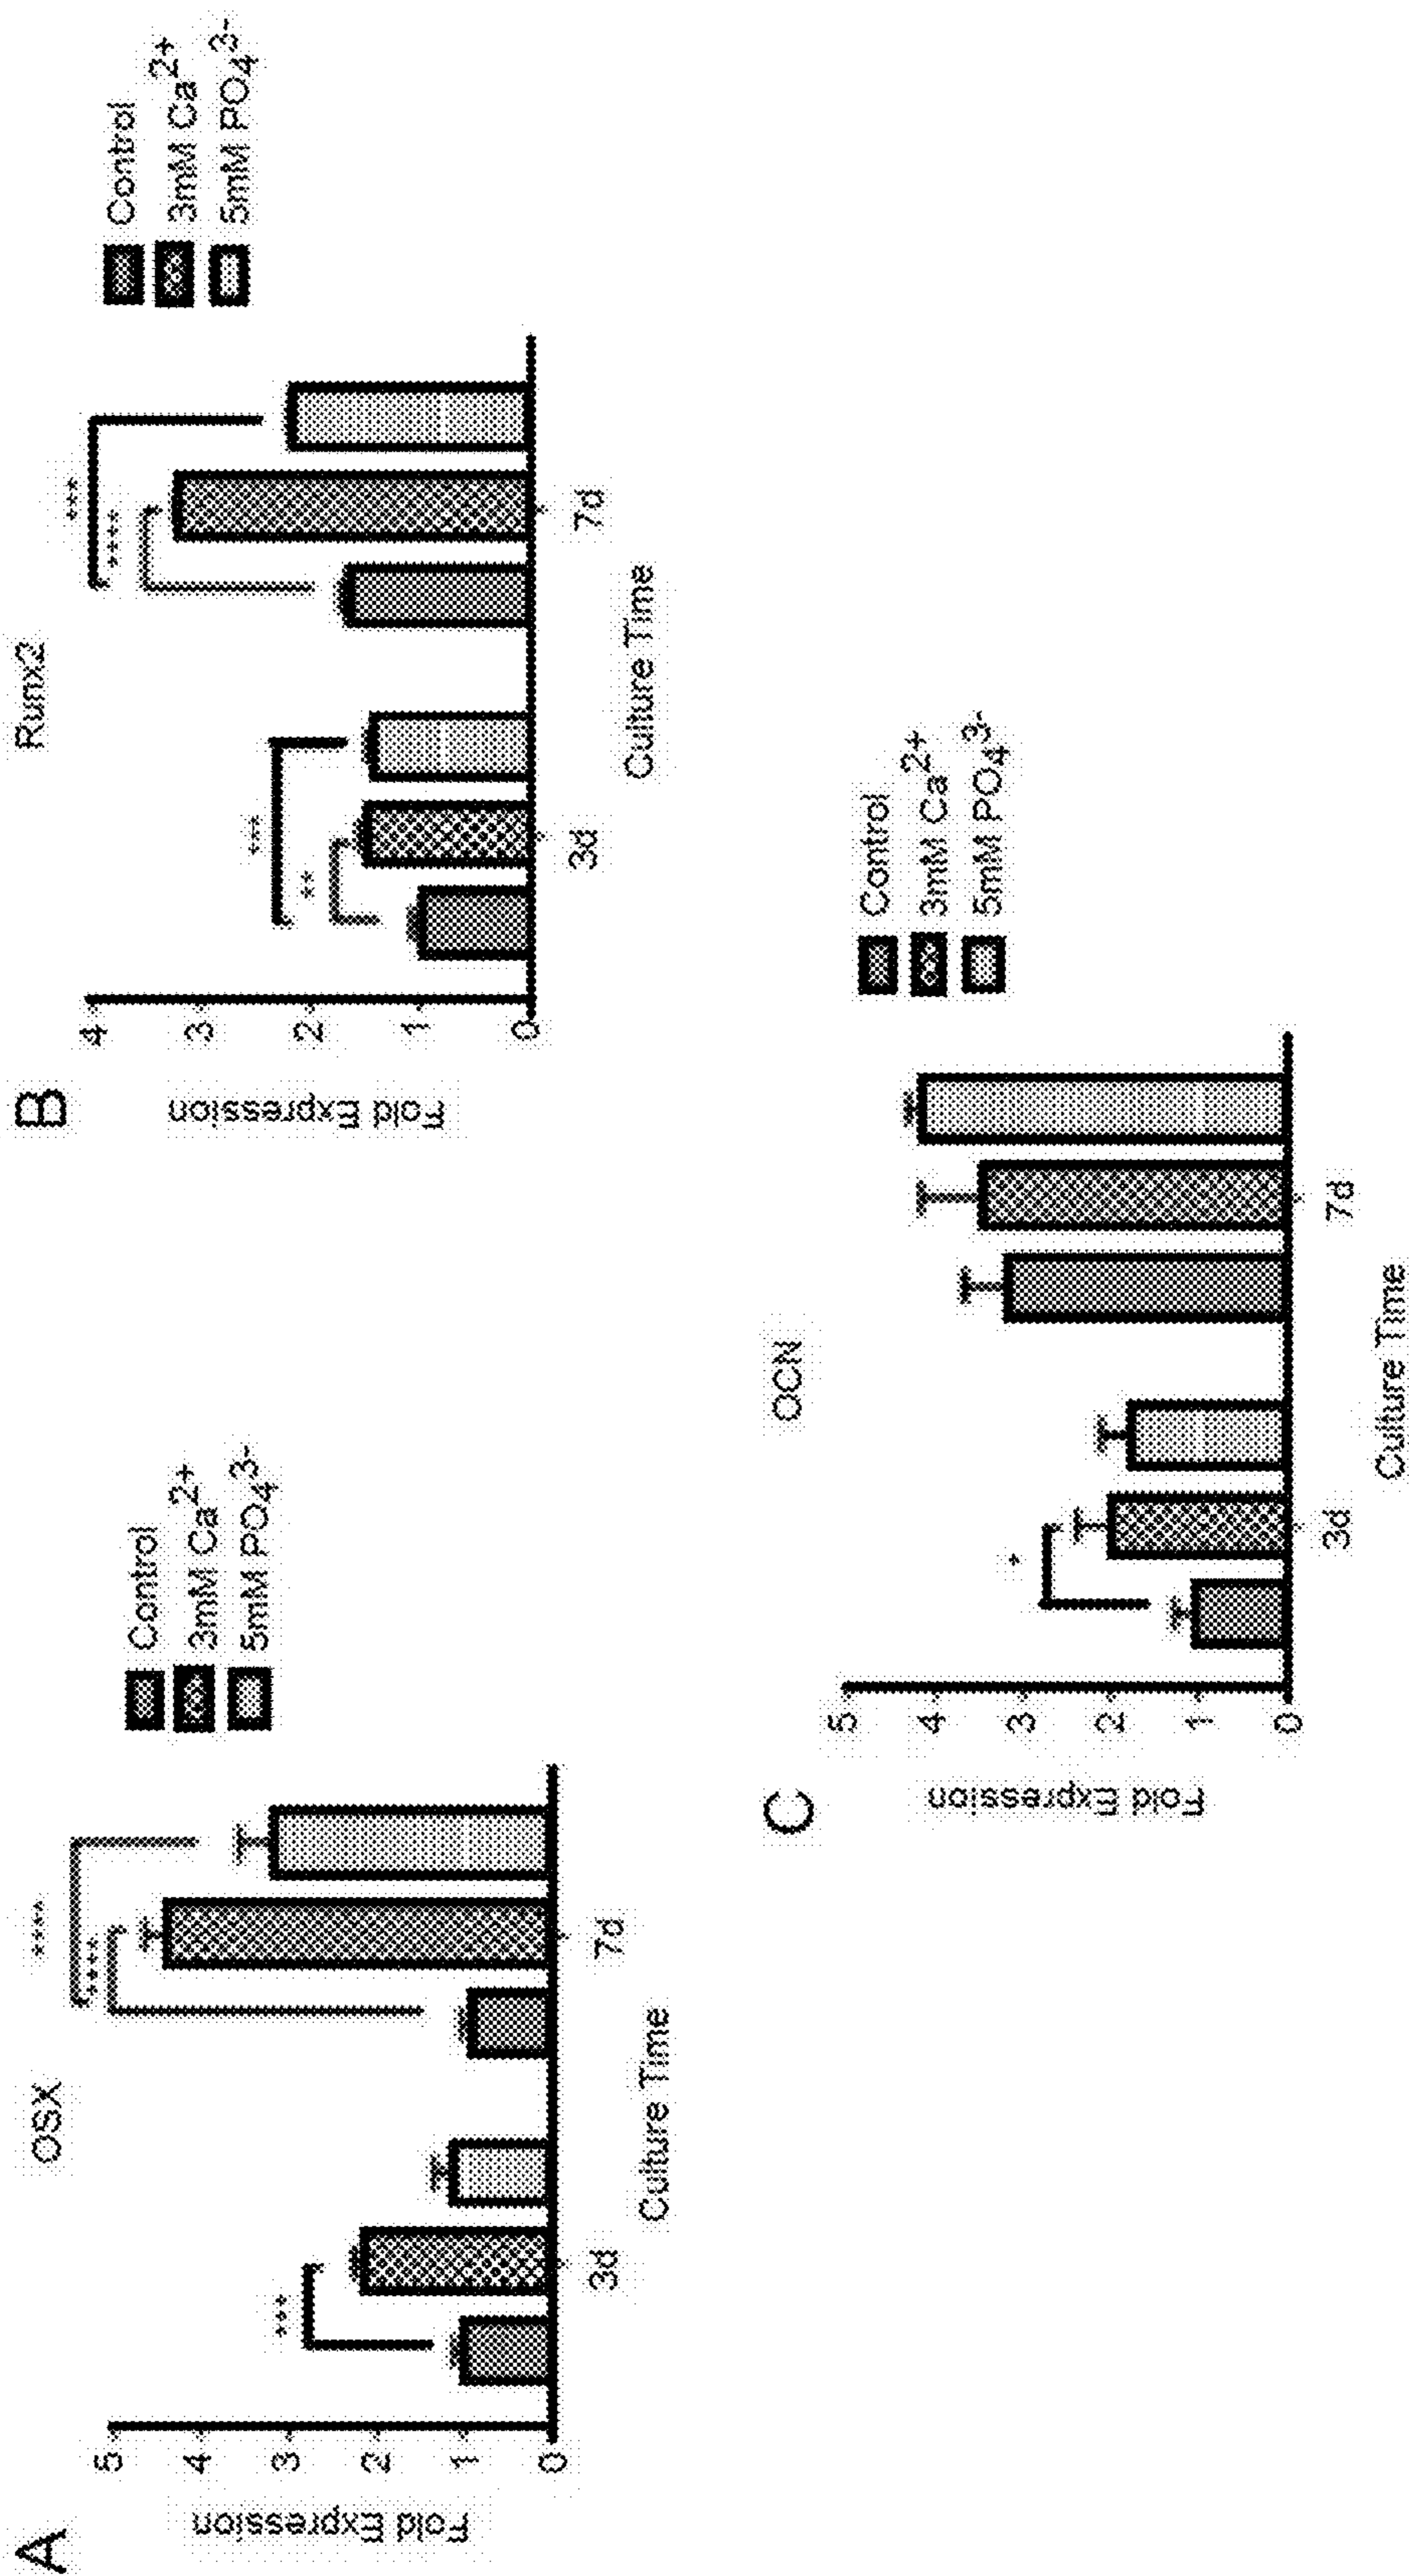 A
OSX
Fold Expression
5
4
3
2
1
0
***
****
****
3d
7d
Culture Time
Control
3mM Ca2+
5mM PO43-
B
Runx2
Fold Expression
4
3
2
1
0
***
**
***
****
3d
7d
Culture Time
Control
3mM Ca2+
5mM PO43-
C
OCN
Fold Expression
5
4
3
2
1
0
*
3d
7d
Culture Time
Control
3mM Ca2+
5mM PO43-